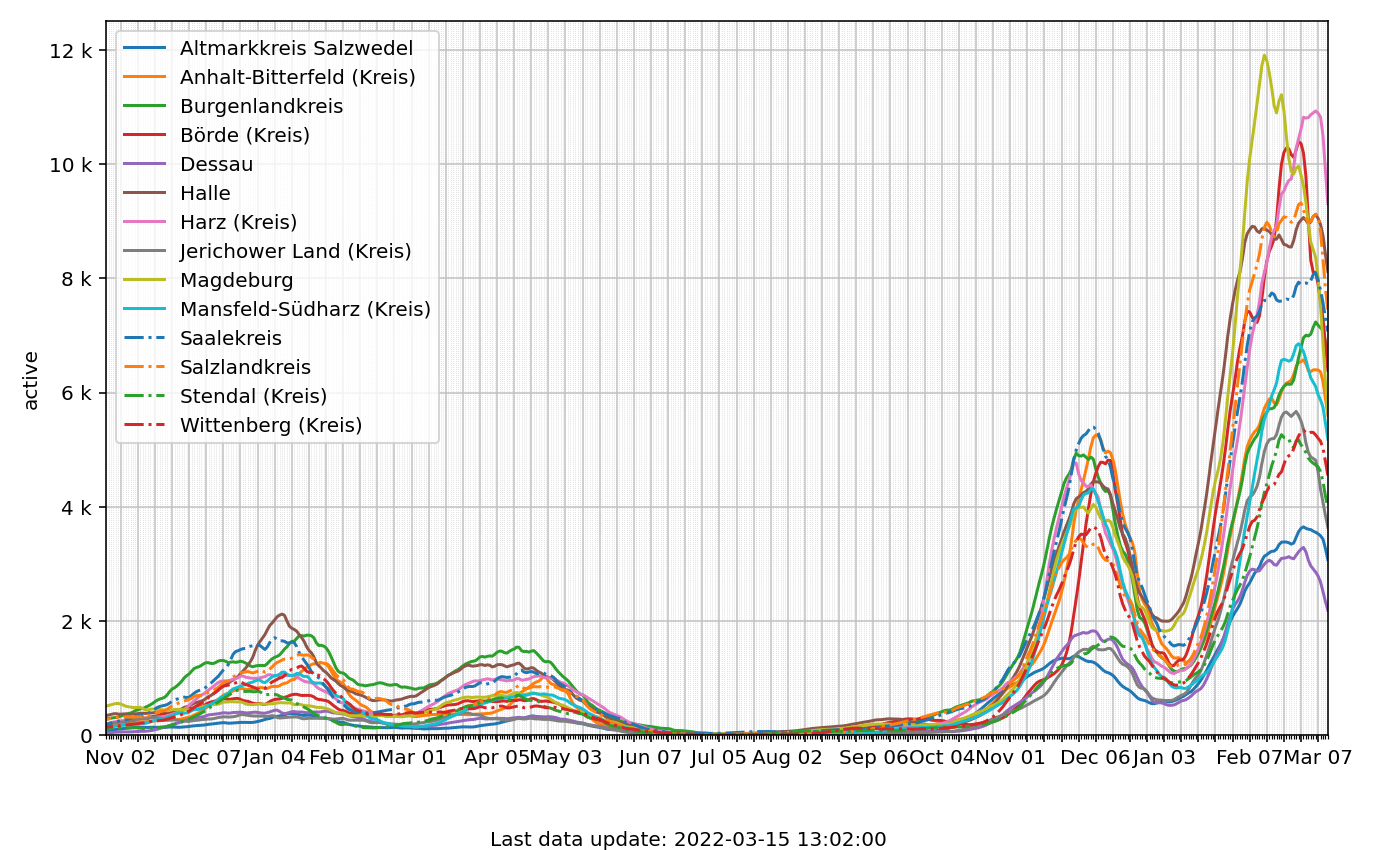 12 k
10 k
8 k
6 k
4 k
2 k
0
active
Altmarkkreis Salzwedel
Anhalt-Bitterfeld (Kreis)
Burgenlandkreis
Börde (Kreis)
Dessau
Halle
Harz (Kreis)
Jerichower Land (Kreis)
Magdeburg
Mansfeld-Südharz (Kreis)
Saalekreis
Salzlandkreis
Stendal (Kreis)
Wittenberg (Kreis)
Nov 02 Dec 07 Jan 04 Feb 01 Mar 01 Apr 05 May 03 Jun 07 Jul 05 Aug 02 Sep 06 Oct 04 Nov 01 Dec 06 Jan 03 Feb 07 Mar 07
Last data update: 2022-03-15 13:02:00